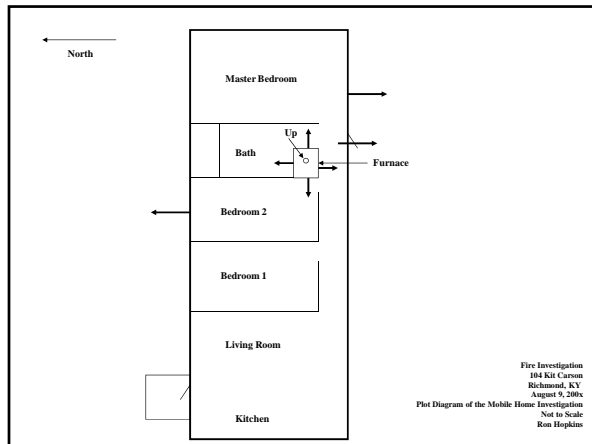 North
Master Bedroom
Up
Bath
Furnace
Bedroom 2
Bedroom 1
Living Room
Kitchen
Fire Investigation
104 Kit Carson
Richmond, KY
August 9, 200x
Plot Diagram of the Mobile Home Investigation
Not to Scale
Ron Hopkins